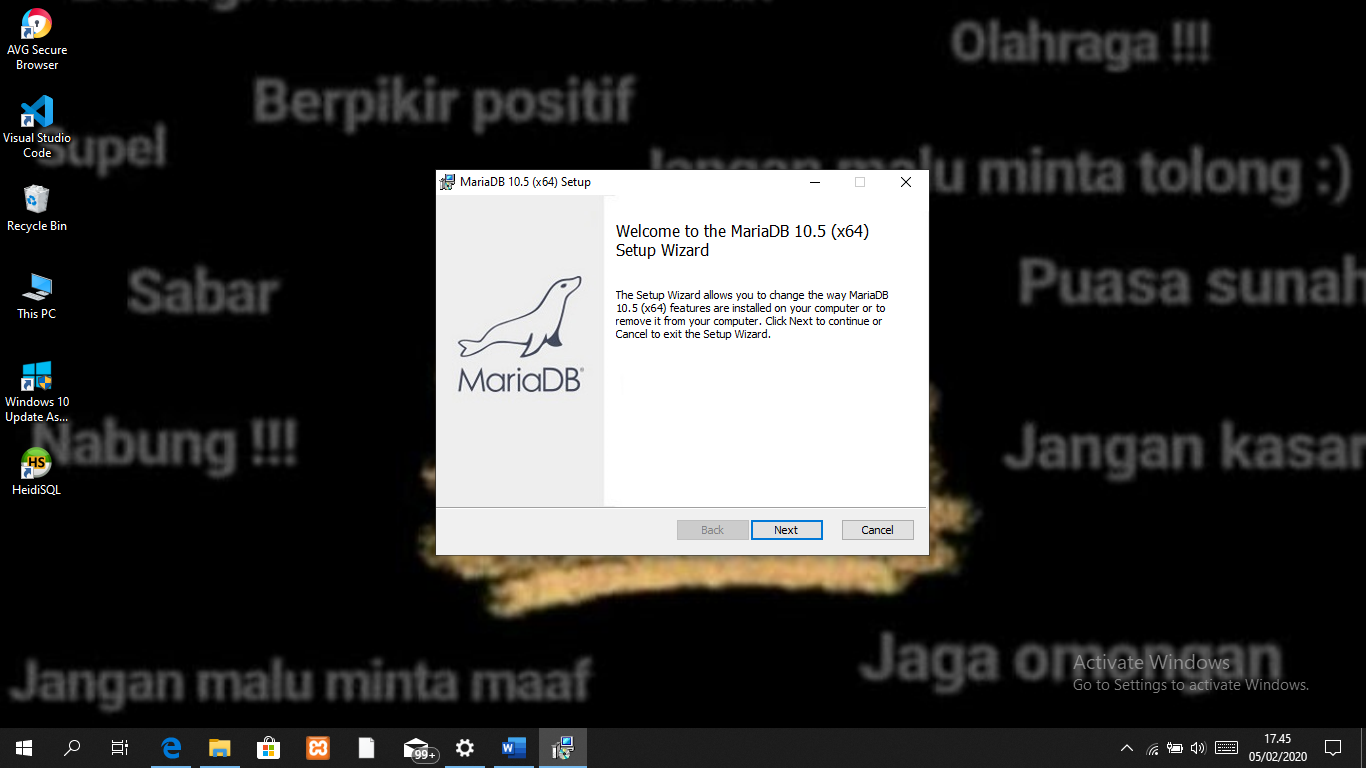 AVG Secure
Browser
Visual Studio
Code
Recycle Bin
This PC
Windows 10
Update As...
HS
HeidiSQL
Olahraga !!!
Berpikir positif
Supel
Jangan malu minta tolong :)
Sabar
Puasa sunah
Nabung !!!
Jangan kasar
Jangan malu minta maaf
Jaga omongan
MariaDB 10.5 (x64) Setup
Welcome to the MariaDB 10.5 (x64)
Setup Wizard
The Setup Wizard allows you to change the way MariaDB
10.5 (x64) features are installed on your computer or to
remove it from your computer. Click Next to continue or
Cancel to exit the Setup Wizard.
MariaDB
Back
Next
Cancel
Activate Windows
Go to Settings to activate Windows.
99+
17.45
05/02/2020